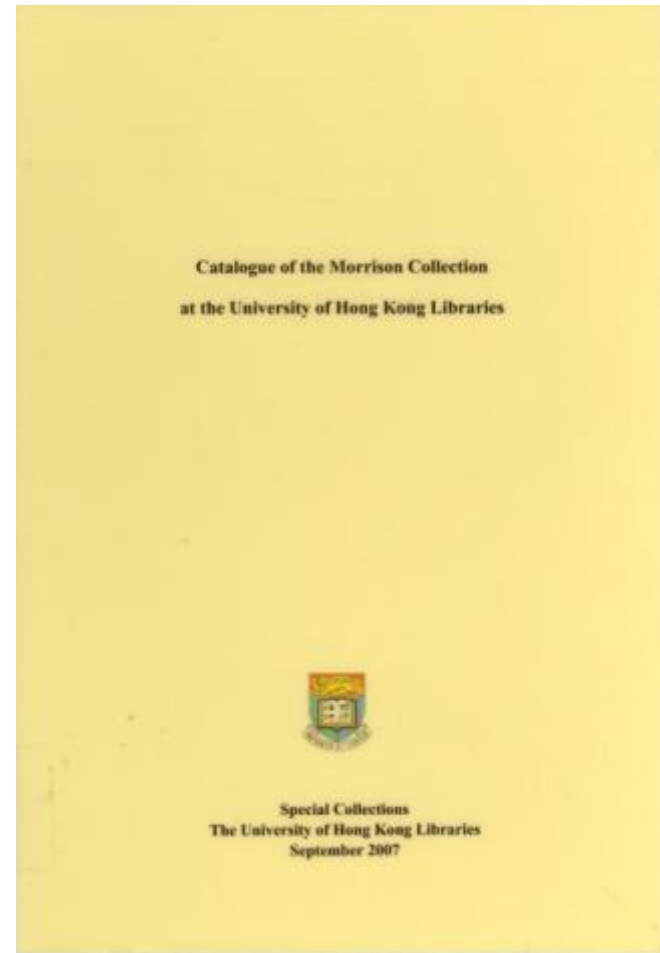 Catalogue of the Morrison Collection
at the University of Hong Kong Libraries
Special Collections
The University of Hong Kong Libraries
September 2007